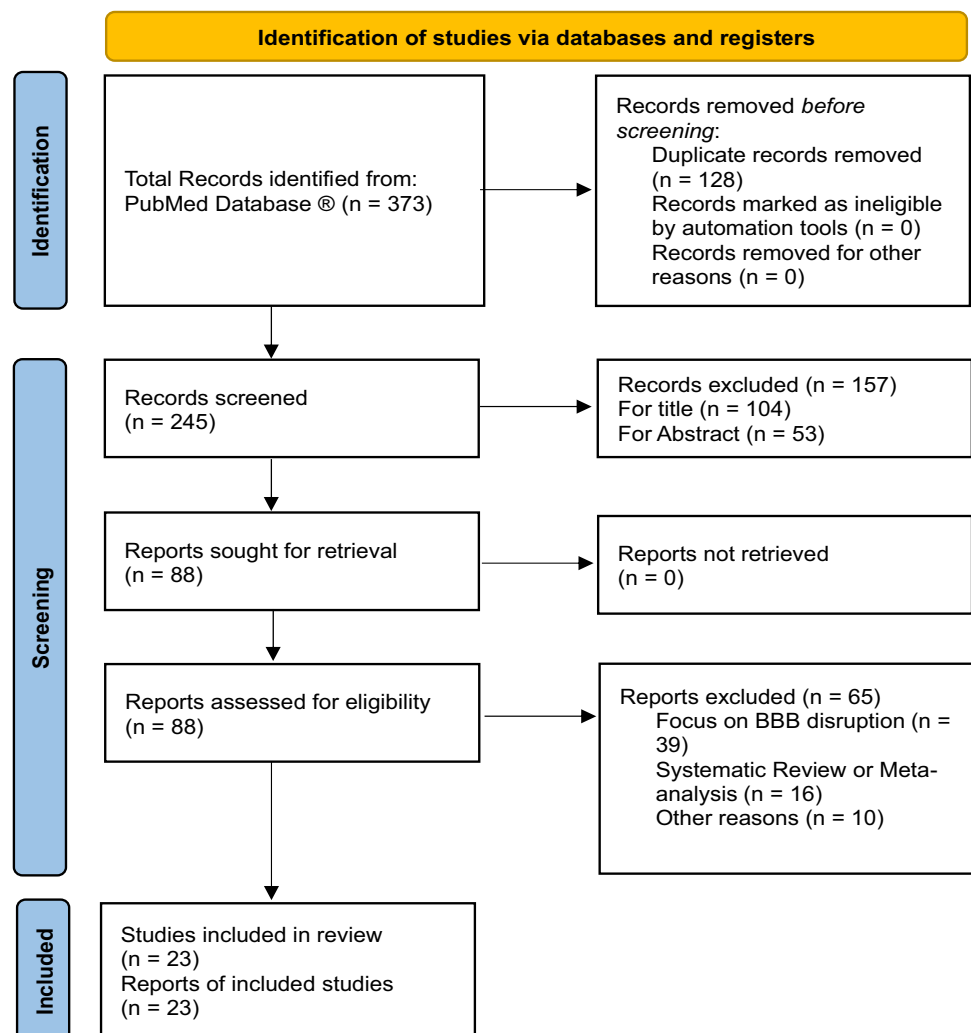 Identification of studies via databases and registers
Identification
Total Records identified from:
PubMed Database ® (n = 373)
Records removed before
screening:
Duplicate records removed
(n = 128)
Records marked as ineligible
by automation tools (n = 0)
Records removed for other
reasons (n = 0)
Screening
Records screened
(n = 245)
Records excluded (n = 157)
For title (n = 104)
For Abstract (n = 53)
Reports sought for retrieval
(n = 88)
Reports not retrieved
(n = 0)
Reports assessed for eligibility
(n = 88)
Reports excluded (n = 65)
Focus on BBB disruption (n =
39)
Systematic Review or Meta-
analysis (n = 16)
Other reasons (n = 10)
Included
Studies included in review
(n = 23)
Reports of included studies
(n = 23)